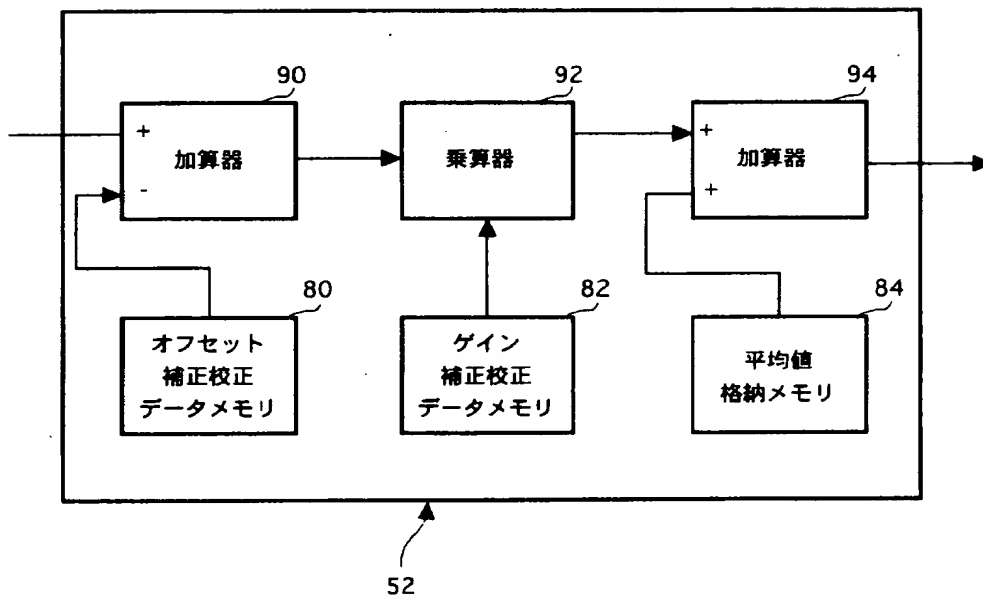 90
92
94
+
-
加算器
乗算器
+
+
加算器
80
82
84
オフセット
補正校正
データメモリ
ゲイン
補正校正
データメモリ
平均値
格納メモリ
52